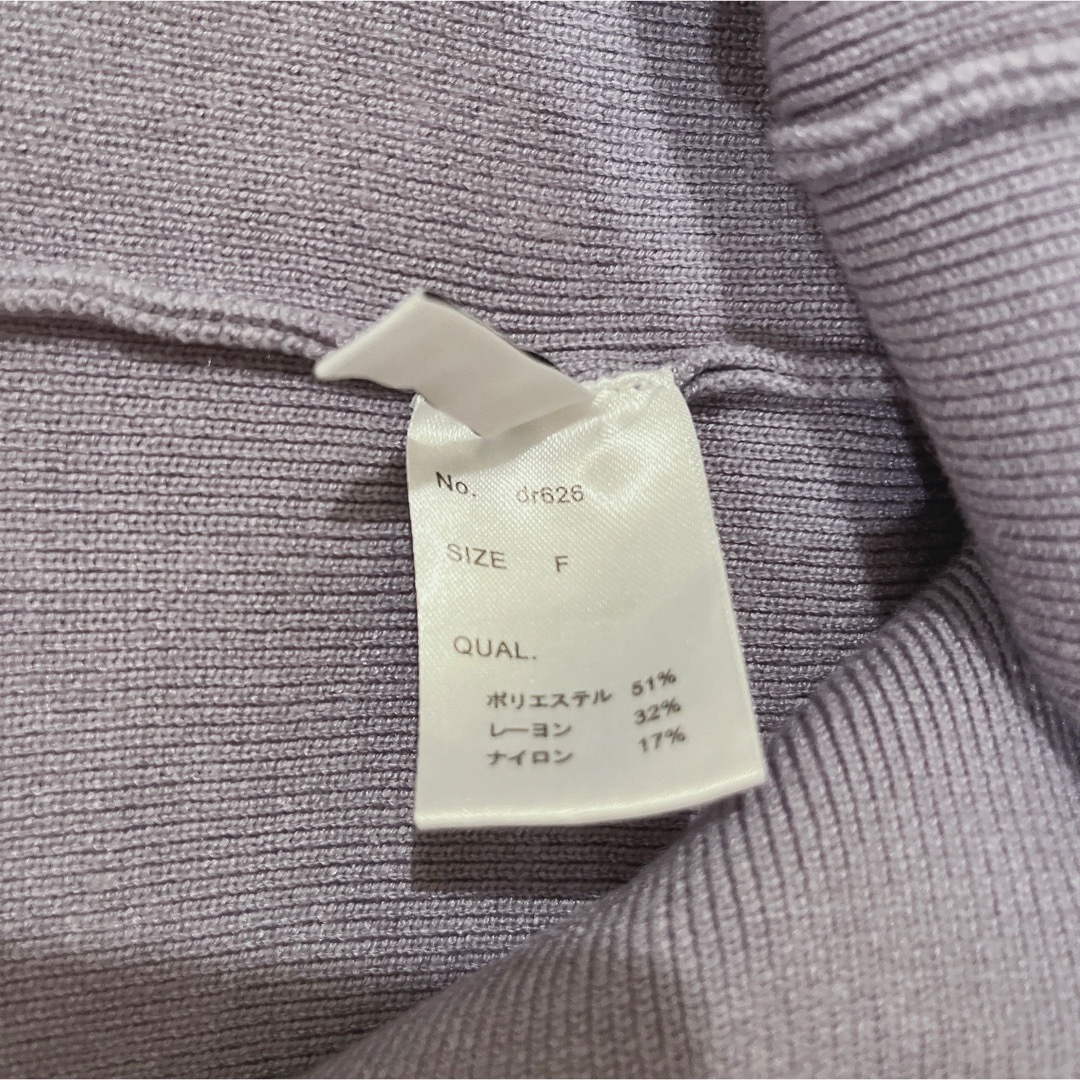 No. dr626
SIZE F
QUAL.
ポリエステル 51%
レーヨン 32%
ナイロン 17%